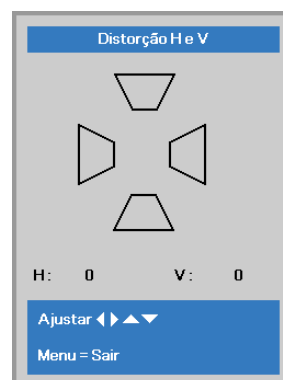 Distorção H e V
H: 0 V: 0
Ajustar ◀ ▶ ▲ ▼
Menu = Sair